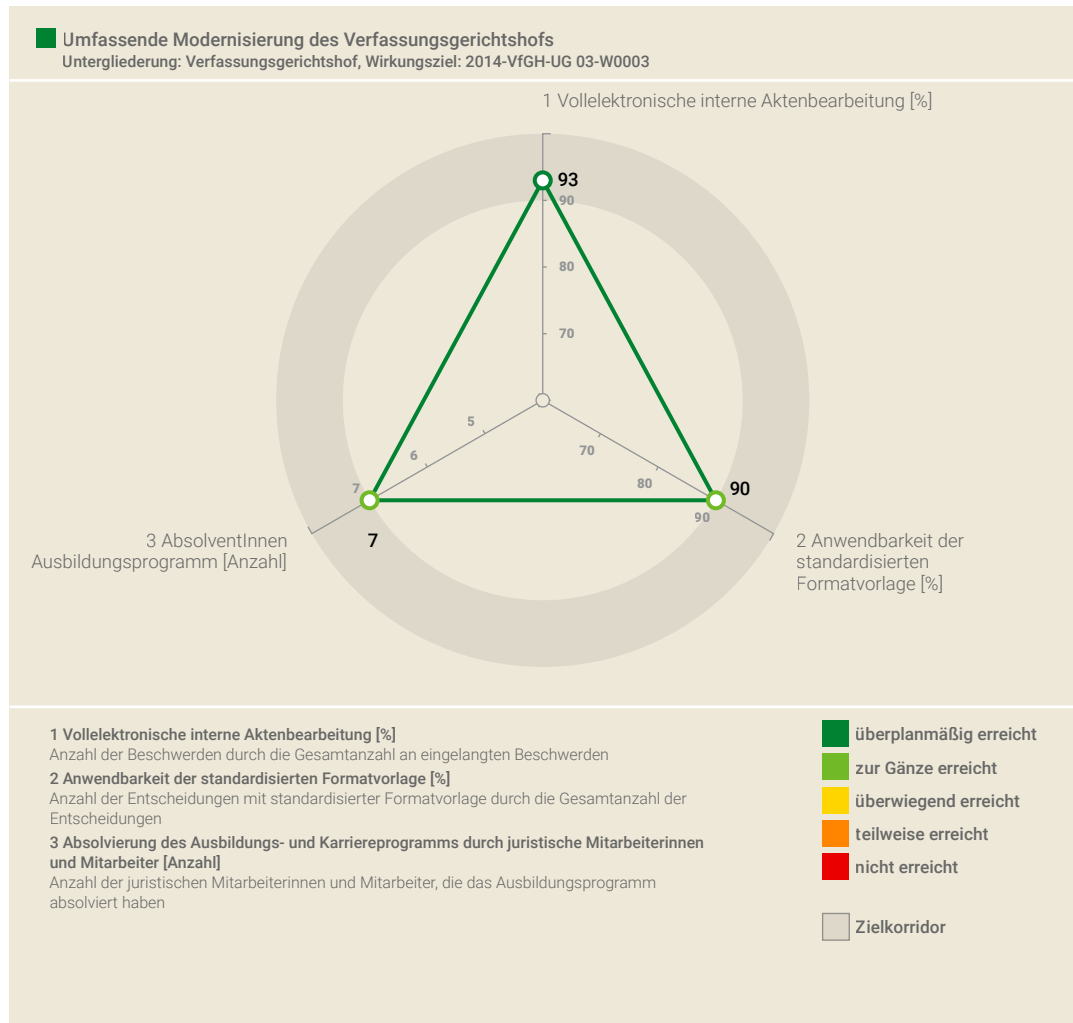 Umfassende Modernisierung des Verfassungsgerichtshofs
Untergliederung: Verfassungsgerichtshof, Wirkungsziel: 2014-VfGH-UG 03-W0003
1 Vollelektronische interne Aktenbearbeitung [%]
93
90
80
70
5
6
7
70
80
90
90
7
3 AbsolventInnen
Ausbildungsprogramm [Anzahl]
2 Anwendbarkeit der
standardisierten
Formatvorlage [%]
1 Vollelektronische interne Aktenbearbeitung [%]
Anzahl der Beschwerden durch die Gesamtanzahl an eingelangten Beschwerden
2 Anwendbarkeit der standardisierten Formatvorlage [%]
Anzahl der Entscheidungen mit standardisierter Formatvorlage durch die Gesamtanzahl der
Entscheidungen
3 Absolvierung des Ausbildungs- und Karriereprogramms durch juristische Mitarbeiterinnen
und Mitarbeiter [Anzahl]
Anzahl der juristischen Mitarbeiterinnen und Mitarbeiter, die das Ausbildungsprogramm
absolviert haben
überplanmäßig erreicht
zur Gänze erreicht
überwiegend erreicht
teilweise erreicht
nicht erreicht
Zielkorridor